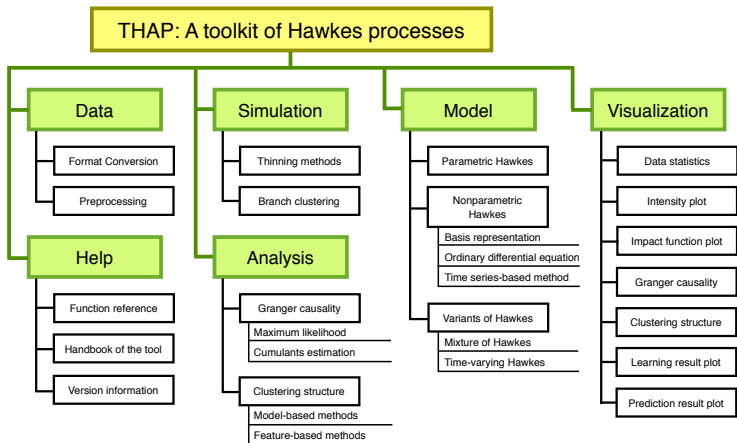 THAP: A toolkit of Hawkes processes
Data
Format Conversion
Preprocessing
Help
Function reference
Handbook of the tool
Version information
Simulation
Thinning methods
Branch clustering
Analysis
Granger causality
Maximum likelihood
Cumulants estimation
Clustering structure
Model-based methods
Feature-based methods
Model
Parametric Hawkes
Nonparametric
Hawkes
Basis representation
Ordinary differential equation
Time series-based method
Variants of Hawkes
Mixture of Hawkes
Time-varying Hawkes
Visualization
Data statistics
Intensity plot
Impact function plot
Granger causality
Clustering structure
Learning result plot
Prediction result plot